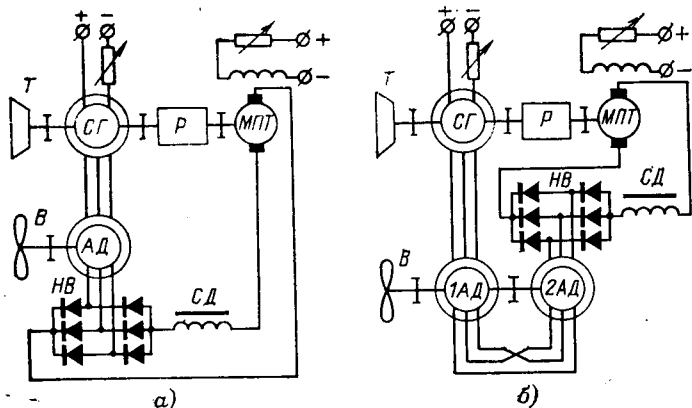 + -
+
-
Т
СГ
Р
МПТ
В
АД
НВ
СД
а)
+ -
+
-
Т
СГ
Р
МПТ
НВ
СД
В
1АД
2АД
б)